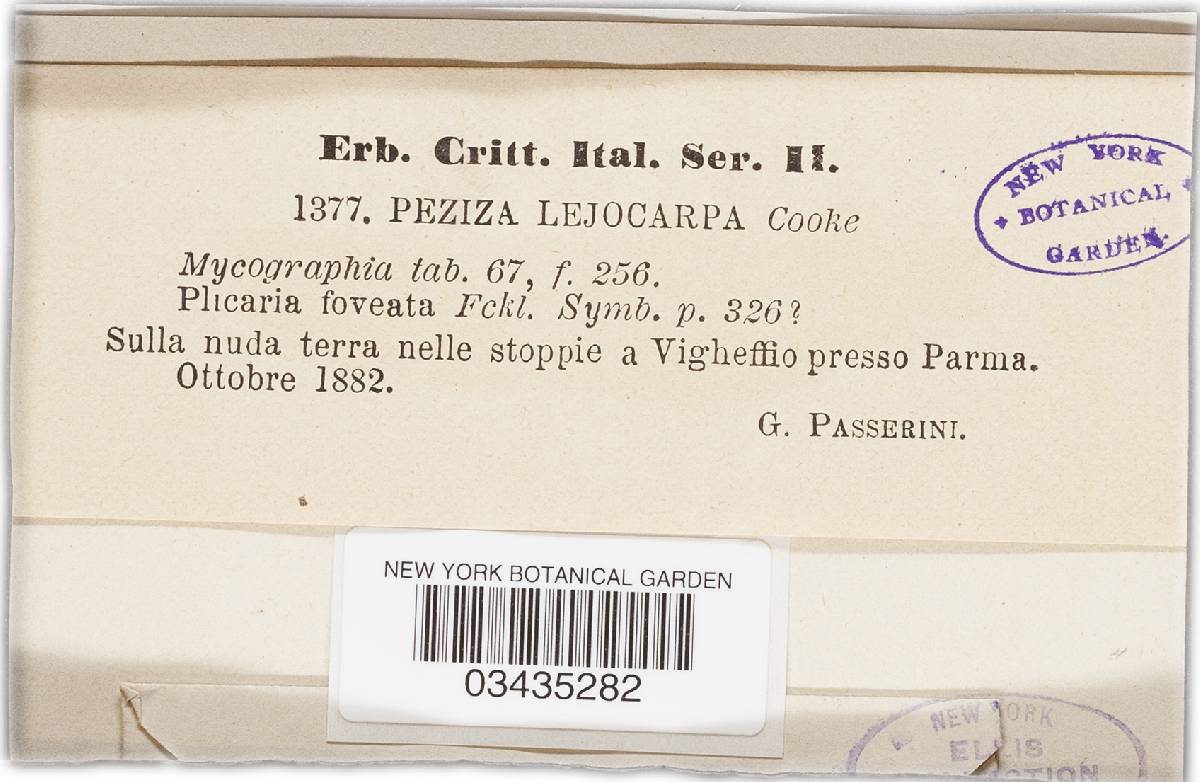 Erb. Critt. Ital. Ser. II.
1377. PEZIZA LEJOCARPA Cooke
Mycographia tab. 67, f. 256.
Plicaria foveata Fckl. Symb. p. 326?
Sulla nuda terra nelle stoppie a Vigheffio presso Parma.
Ottobre 1882.
G. PASSERINI.
NEW YORK
BOTANICAL
GARDEN.
NEW YORK BOTANICAL GARDEN
03435282
NEW YORK
ELLIS